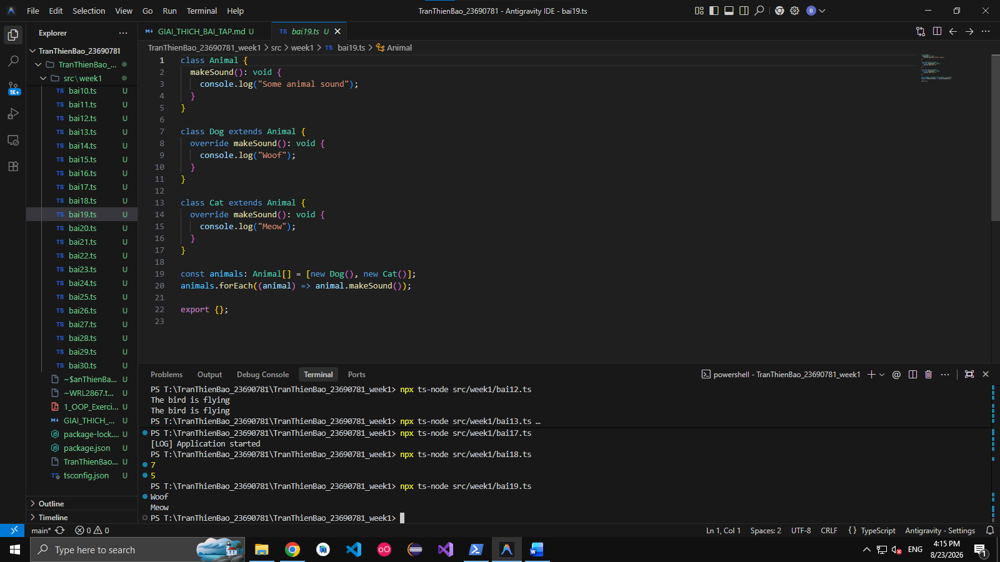 File Edit Selection View Go Run Terminal Help
TranThienBao_23690781 - Antigravity IDE - bai19.ts
B
Explorer
TranThienBao_23690781
TranThienBao_...
src\week1
bai10.ts U
bai11.ts U
bai12.ts U
bai13.ts U
bai14.ts U
bai15.ts U
bai16.ts U
bai17.ts U
bai18.ts U
bai19.ts U
bai20.ts U
bai21.ts U
bai22.ts U
bai23.ts U
bai24.ts U
bai25.ts U
bai26.ts U
bai27.ts U
bai28.ts U
bai29.ts U
bai30.ts U
~$anThienBa... U
~WRL2867.t... U
1_OOP_Exerci... U
GIAI_THICH_... U
package-lock.... U
package.json U
TranThienBao... U
tsconfig.json U
Outline
Timeline
1K+
GIAI_THICH_BAI_TAP.md U
TS bai19.ts U
TranThienBao_23690781_week1 > src > week1 > TS bai19.ts > Animal
1 class Animal {
2 makeSound(): void {
3 console.log("Some animal sound");
4 }
5 }
6
7 class Dog extends Animal {
8 override makeSound(): void {
9 console.log("Woof");
10 }
11 }
12
13 class Cat extends Animal {
14 override makeSound(): void {
15 console.log("Meow");
16 }
17 }
18
19 const animals: Animal[] = [new Dog(), new Cat()];
20 animals.forEach((animal) => animal.makeSound());
21
22 export {};
23
Problems Output Debug Console Terminal Ports
powershell - TranThienBao_23690781_week1
PS T:\TranThienBao_23690781\TranThienBao_23690781_week1> npx ts-node src/week1/bai12.ts
The bird is flying
The bird is flying
PS T:\TranThienBao_23690781\TranThienBao_23690781_week1> npx ts-node src/week1/bai13.ts …
PS T:\TranThienBao_23690781\TranThienBao_23690781_week1> npx ts-node src/week1/bai17.ts
[LOG] Application started
PS T:\TranThienBao_23690781\TranThienBao_23690781_week1> npx ts-node src/week1/bai18.ts
7
5
PS T:\TranThienBao_23690781\TranThienBao_23690781_week1> npx ts-node src/week1/bai19.ts
Woof
Meow
PS T:\TranThienBao_23690781\TranThienBao_23690781_week1>
main* 0 0
Ln 1, Col 1 Spaces: 2 UTF-8 CRLF {} TypeScript Antigravity - Settings
Type here to search
ENG
4:15 PM
8/23/2026
1